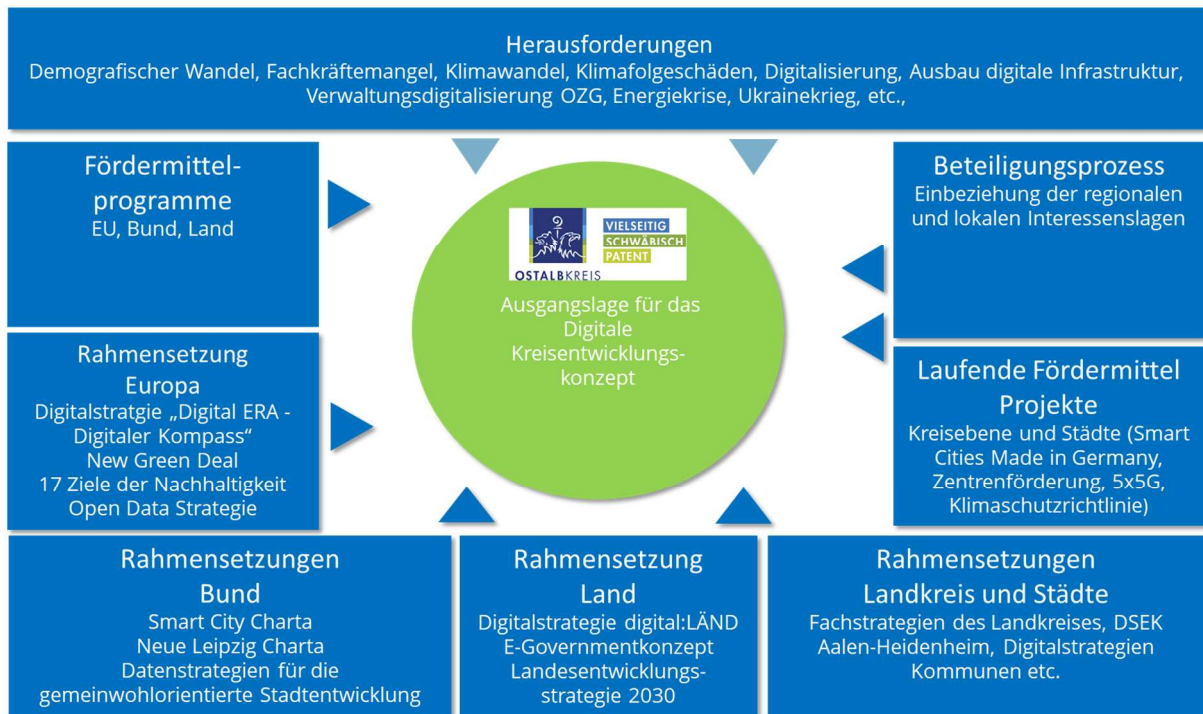 Herausforderungen
Demografischer Wandel, Fachkräftemangel, Klimawandel, Klimafolgeschäden, Digitalisierung, Ausbau digitale Infrastruktur,
Verwaltungsdigitalisierung OZG, Energiekrise, Ukrainekrieg, etc.,
Fördermittel-
programme
EU, Bund, Land
Rahmensetzung
Europa
Digitalstratgie „Digital ERA -
Digitaler Kompass“
New Green Deal
17 Ziele der Nachhaltigkeit
Open Data Strategie
VIELSEITIG
SCHWÄBISCH
PATENT
OSTALBKREIS
Ausgangslage für das
Digitale
Kreisentwicklungs-
konzept
Beteiligungsprozess
Einbeziehung der regionalen
und lokalen Interessenslagen
Laufende Fördermittel
Projekte
Kreisebene und Städte (Smart
Cities Made in Germany,
Zentrenförderung, 5x5G,
Klimaschutzrichtlinie)
Rahmensetzungen
Bund
Smart City Charta
Neue Leipzig Charta
Datenstrategien für die
gemeinwohlorientierte Stadtentwicklung
Rahmensetzung
Land
Digitalstrategie digital:LÄND
E-Governmentkonzept
Landesentwicklungs-
strategie 2030
Rahmensetzungen
Landkreis und Städte
Fachstrategien des Landkreises, DSEK
Aalen-Heidenheim, Digitalstrategien
Kommunen etc.